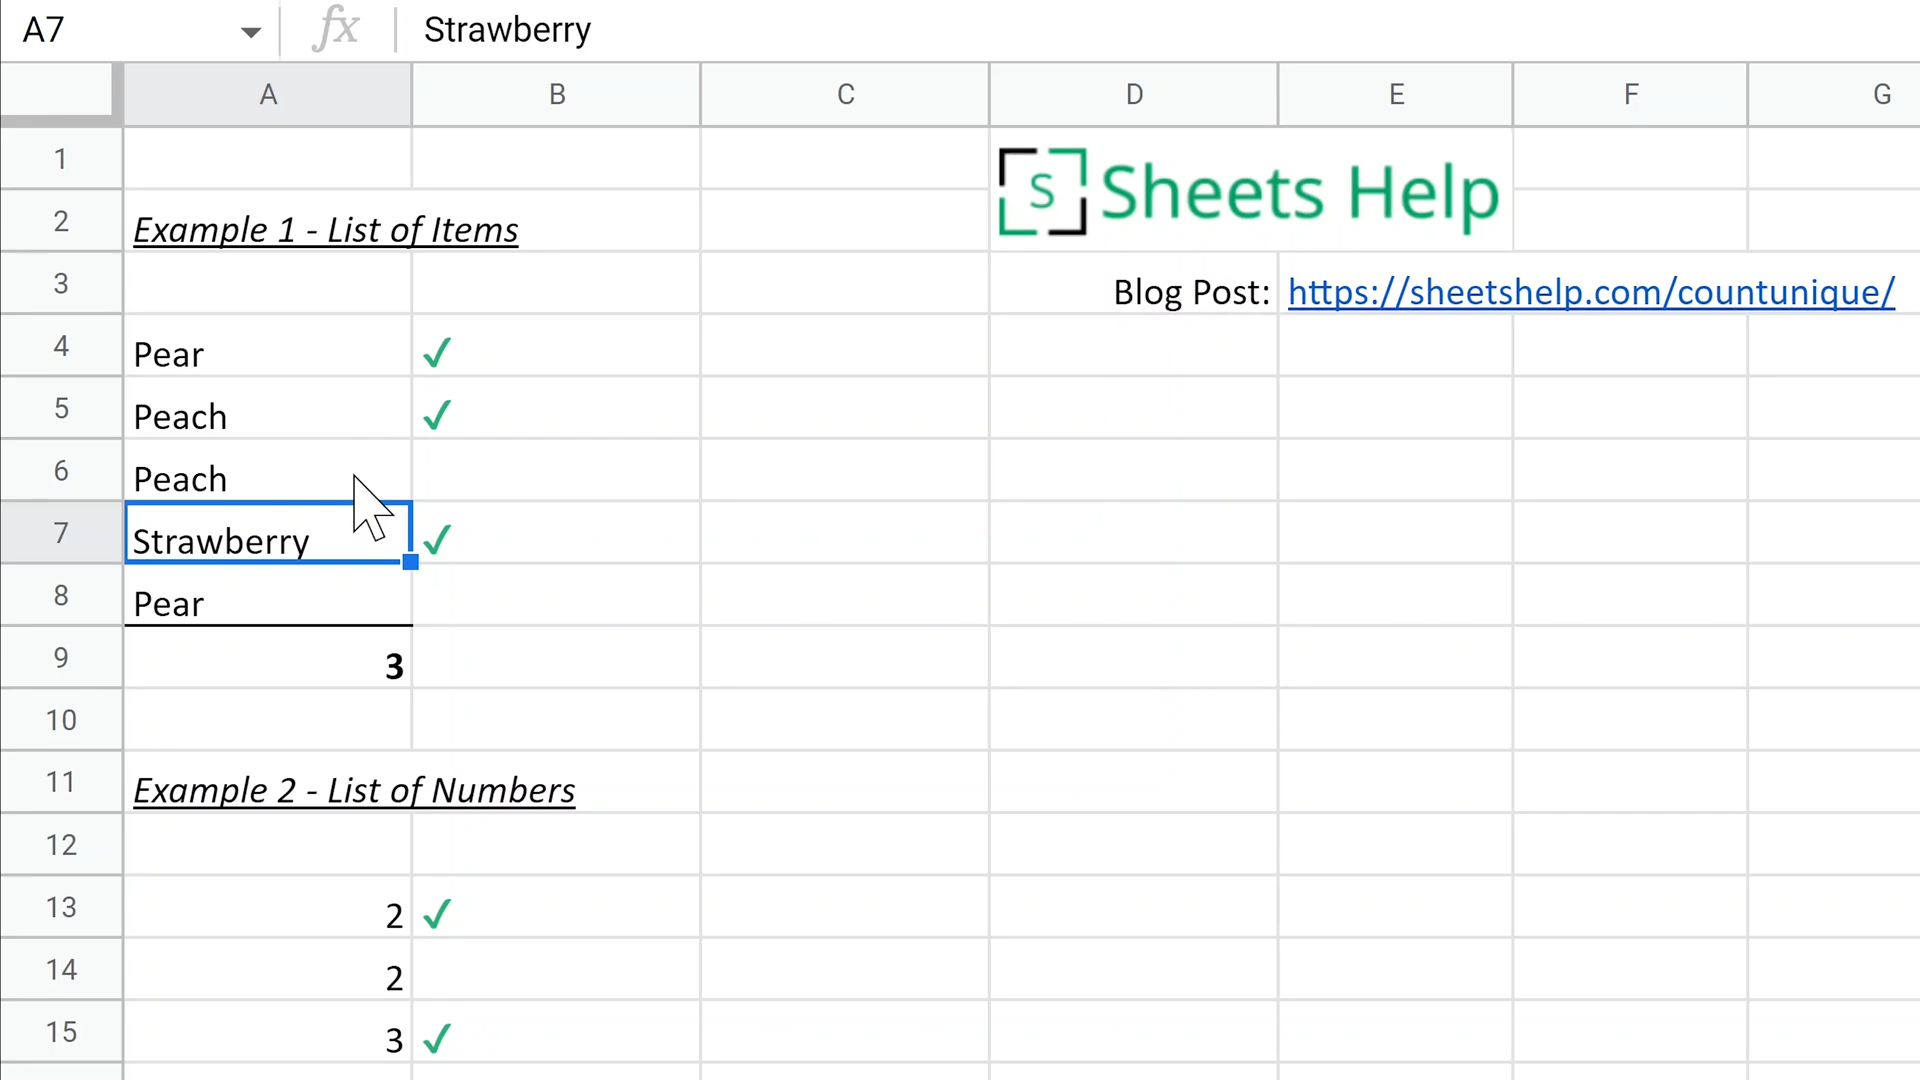 A7 fx Strawberry
A B C D E F G
1 S Sheets Help
2 Example 1 - List of Items
3 Blog Post: https://sheetshelp.com/countunique/
4 Pear ✓
5 Peach ✓
6 Peach
7 Strawberry ✓
8 Pear
9 3
10
11 Example 2 - List of Numbers
12
13 2 ✓
14 2
15 3 ✓